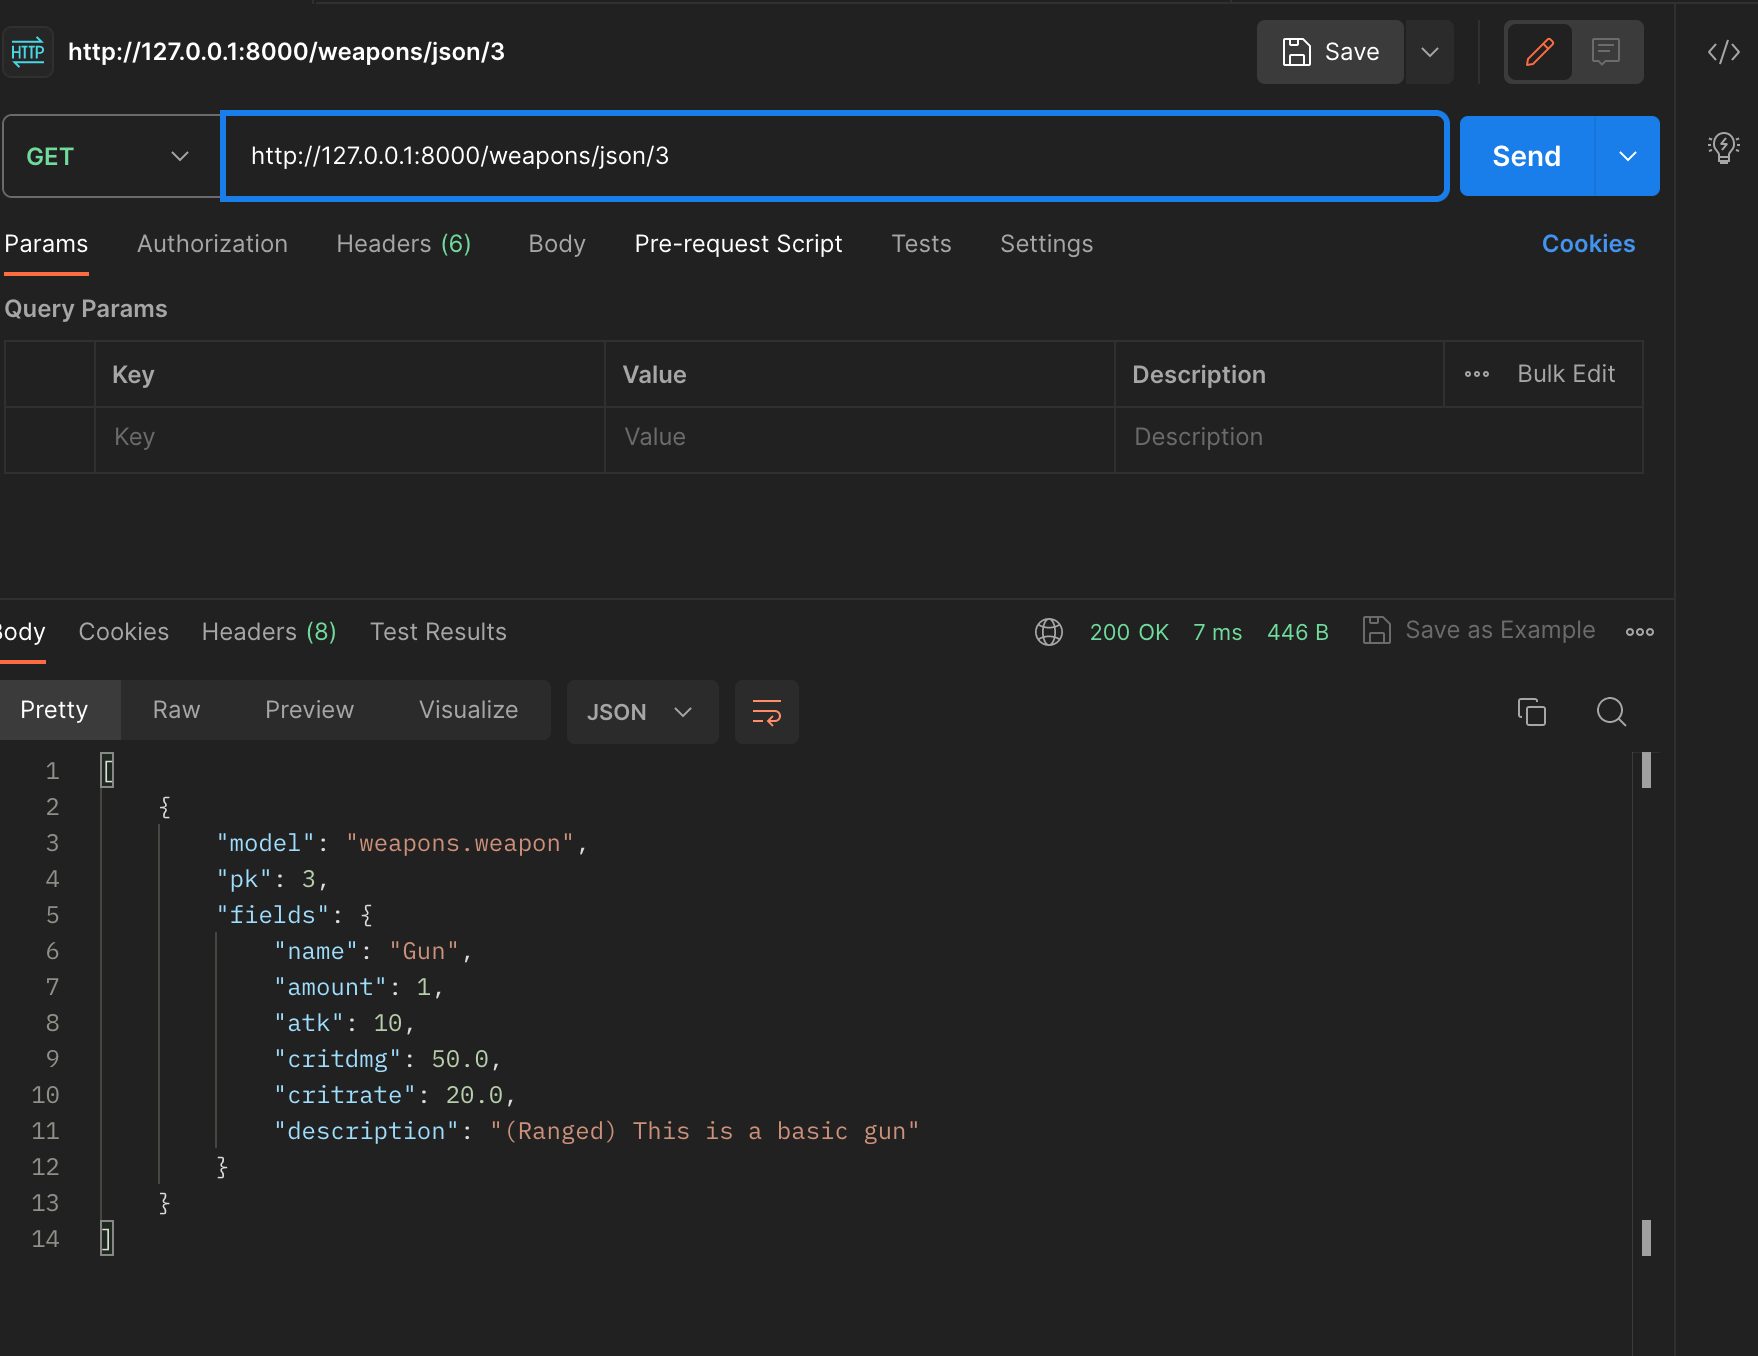 HTTP http://127.0.0.1:8000/weapons/json/3 Save
GET http://127.0.0.1:8000/weapons/json/3 Send
Params Authorization Headers (6) Body Pre-request Script Tests Settings Cookies
Query Params
Key Value Description Bulk Edit
Key Value Description
Body Cookies Headers (8) Test Results 200 OK 7 ms 446 B Save as Example
Pretty Raw Preview Visualize JSON
1 [
2 {
3 "model": "weapons.weapon",
4 "pk": 3,
5 "fields": {
6 "name": "Gun",
7 "amount": 1,
8 "atk": 10,
9 "critdmg": 50.0,
10 "critrate": 20.0,
11 "description": "(Ranged) This is a basic gun"
12 }
13 }
14 ]